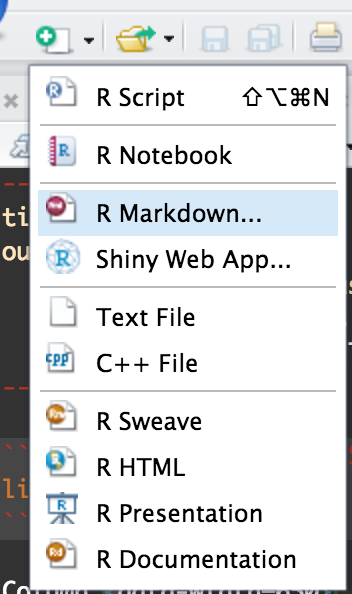 R Script ⇧⌥⌘N
R Notebook
R Markdown...
Shiny Web App...
Text File
C++ File
R Sweave
R HTML
R Presentation
R Documentation